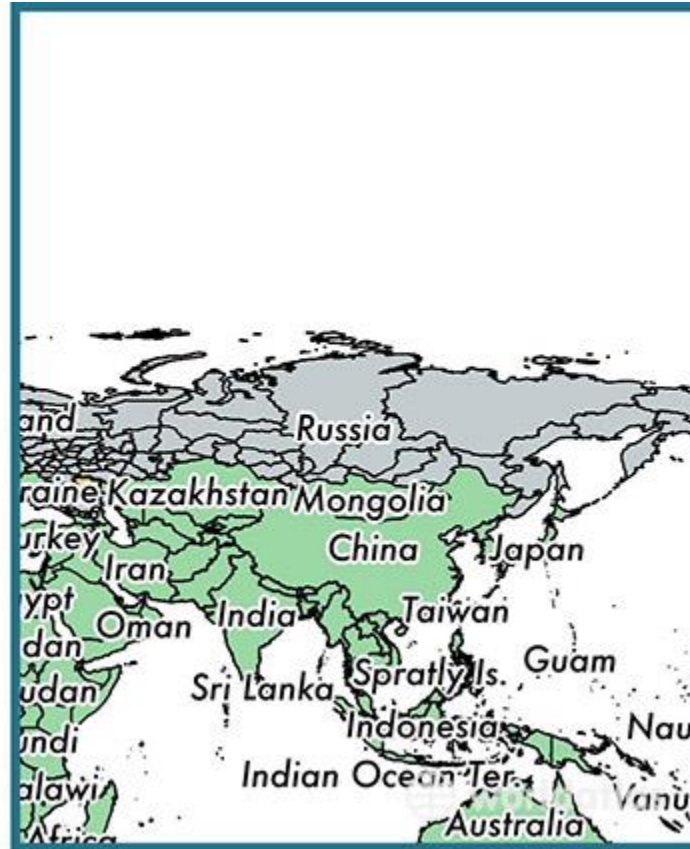 and
Russia
raine Kazakhstan Mongolia
urkey
China
Japan
Iran
ypt
Oman
India
Taiwan
dan
Guam
udan
Sri Lanka
Spratly Is.
undi
Indonesia
Nau
Indian Ocean Ter.
alawi
Vanu
Australia
Africa